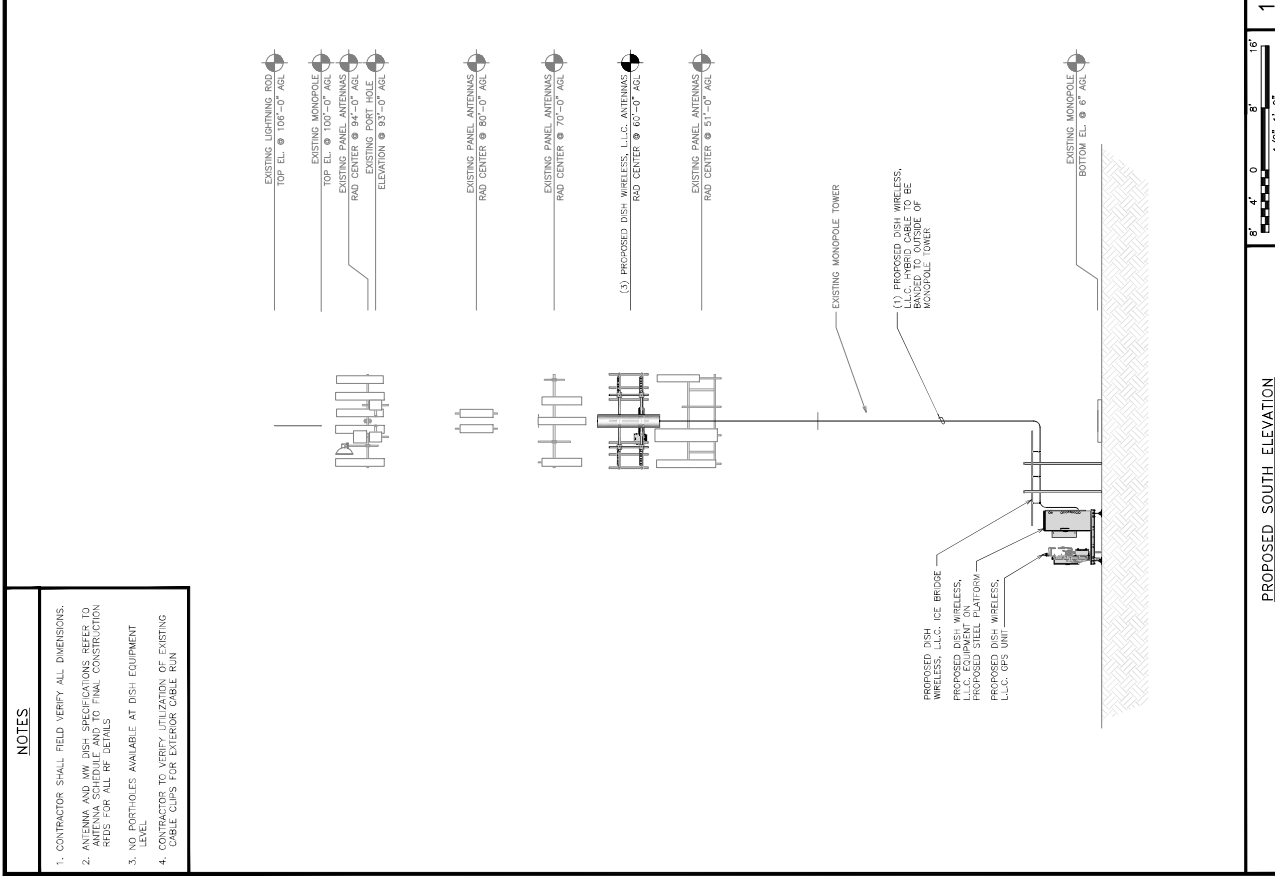 NOTES
1. CONTRACTOR SHALL FIELD VERIFY ALL DIMENSIONS.
2. ANTENNA AND MW DISH SPECIFICATIONS REFER TO
ANTENNA SCHEDULE AND TO FINAL CONSTRUCTION
RFDS FOR ALL RF DETAILS
3. NO PORTHOLES AVAILABLE AT DISH EQUIPMENT
LEVEL
4. CONTRACTOR TO VERIFY UTILIZATION OF EXISTING
CABLE CLIPS FOR EXTERIOR CABLE RUN
EXISTING LIGHTNING ROD
TOP EL. @ 106'-0" AGL
EXISTING MONOPOLE
TOP EL. @ 100'-0" AGL
EXISTING PANEL ANTENNAS
RAD CENTER @ 94'-0" AGL
EXISTING PORT HOLE
ELEVATION @ 93'-0" AGL
EXISTING PANEL ANTENNAS
RAD CENTER @ 80'-0" AGL
EXISTING PANEL ANTENNAS
RAD CENTER @ 70'-0" AGL
(3) PROPOSED DISH WIRELESS, L.L.C. ANTENNAS
RAD CENTER @ 60'-0" AGL
EXISTING PANEL ANTENNAS
RAD CENTER @ 51'-0" AGL
EXISTING MONOPOLE TOWER
(1) PROPOSED DISH WIRELESS,
L.L.C. HYBRID CABLE TO BE
BANDED TO OUTSIDE OF
MONOPOLE TOWER
PROPOSED DISH
WIRELESS, L.L.C. ICE BRIDGE
PROPOSED DISH WIRELESS,
L.L.C. EQUIPMENT ON
PROPOSED STEEL PLATFORM
PROPOSED DISH WIRELESS,
L.L.C. GPS UNIT
EXISTING MONOPOLE
BOTTOM EL. @ 6" AGL
PROPOSED SOUTH ELEVATION
8' 4' 0 8' 16'
1